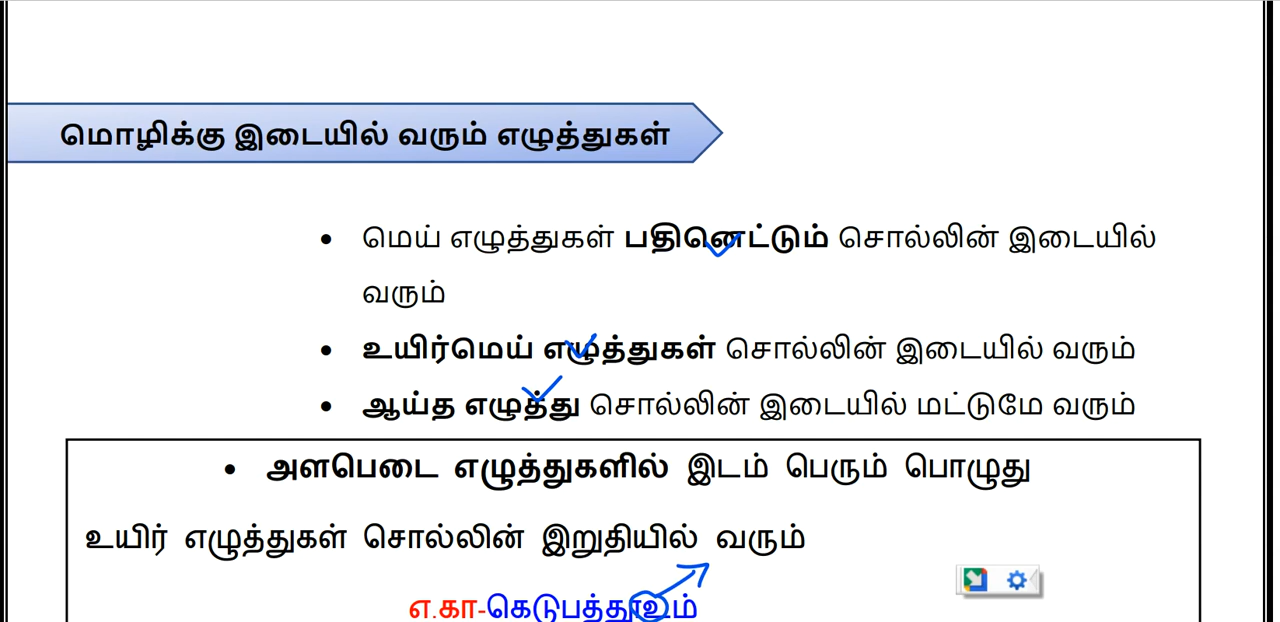 மொழிக்கு இடையில் வரும் எழுத்துகள்
• மெய் எழுத்துகள் பதினெட்டும் சொல்லின் இடையில்
வரும்
• உயிர்மெய் எழுத்துகள் சொல்லின் இடையில் வரும்
• ஆய்த எழுத்து சொல்லின் இடையில் மட்டுமே வரும்
• அளபெடை எழுத்துகளில் இடம் பெரும் பொழுது
உயிர் எழுத்துகள் சொல்லின் இறுதியில் வரும்
எ.கா-கெடுபத்தூஉம்